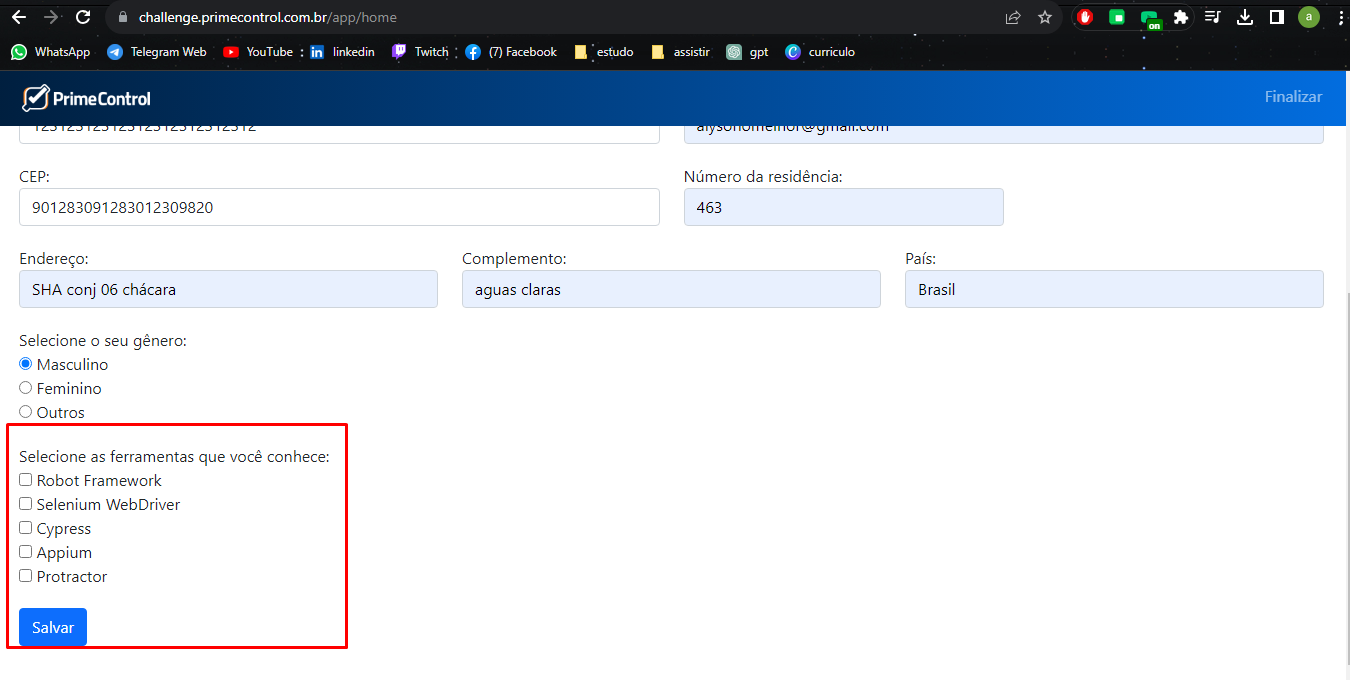 challenge.primecontrol.com.br/app/home
a
on
WhatsApp Telegram Web YouTube : linkedin Twitch (7) Facebook estudo assistir gpt curriculo
PrimeControl
Finalizar
alysonomelhor@gmail.com
CEP:
Número da residência:
901283091283012309820
463
Endereço:
Complemento:
País:
SHA conj 06 chácara
aguas claras
Brasil
Selecione o seu gênero:
Masculino
Feminino
Outros
Selecione as ferramentas que você conhece:
Robot Framework
Selenium WebDriver
Cypress
Appium
Protractor
Salvar